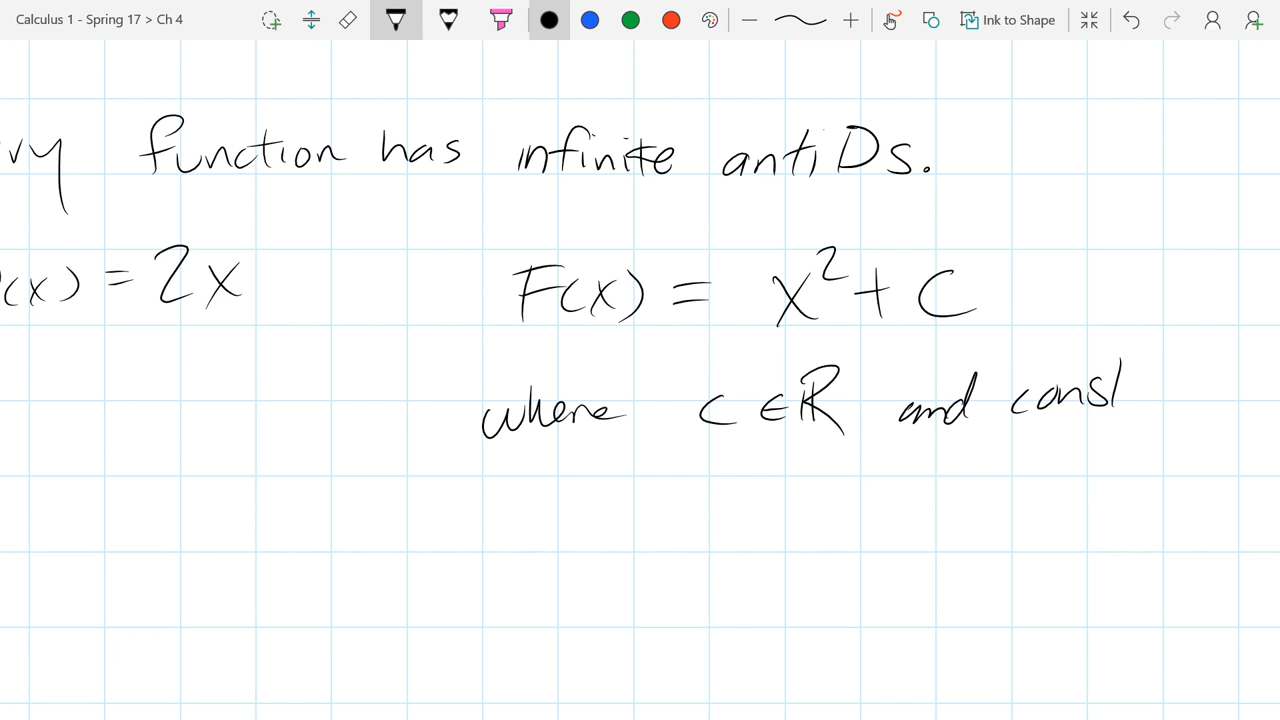 Calculus 1 - Spring 17 > Ch 4
Ink to Shape
function has infinite antiDs.
(x) = 2x
F(x) = x² + C
where c ∈ ℝ and const